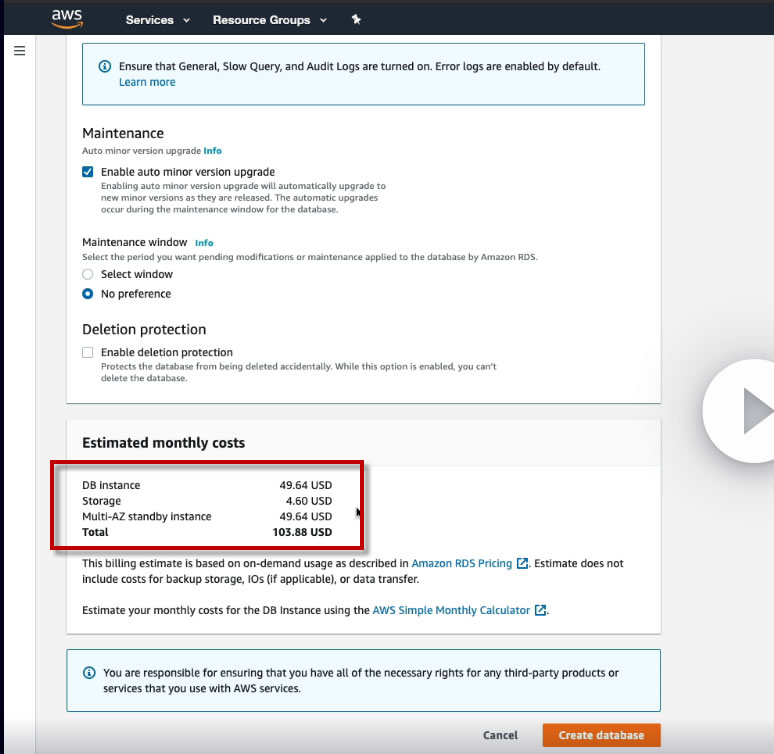 aws Services Resource Groups
Ensure that General, Slow Query, and Audit Logs are turned on. Error logs are enabled by default.
Learn more
Maintenance
Auto minor version upgrade Info
Enable auto minor version upgrade
Enabling auto minor version upgrade will automatically upgrade to
new minor versions as they are released. The automatic upgrades
occur during the maintenance window for the database.
Maintenance window Info
Select the period you want pending modifications or maintenance applied to the database by Amazon RDS.
Select window
No preference
Deletion protection
Enable deletion protection
Protects the database from being deleted accidentally. While this option is enabled, you can't
delete the database.
Estimated monthly costs
DB instance 49.64 USD
Storage 4.60 USD
Multi-AZ standby instance 49.64 USD
Total 103.88 USD
This billing estimate is based on on-demand usage as described in Amazon RDS Pricing. Estimate does not
include costs for backup storage, IOs (if applicable), or data transfer.
Estimate your monthly costs for the DB Instance using the AWS Simple Monthly Calculator.
You are responsible for ensuring that you have all of the necessary rights for any third-party products or
services that you use with AWS services.
Cancel Create database